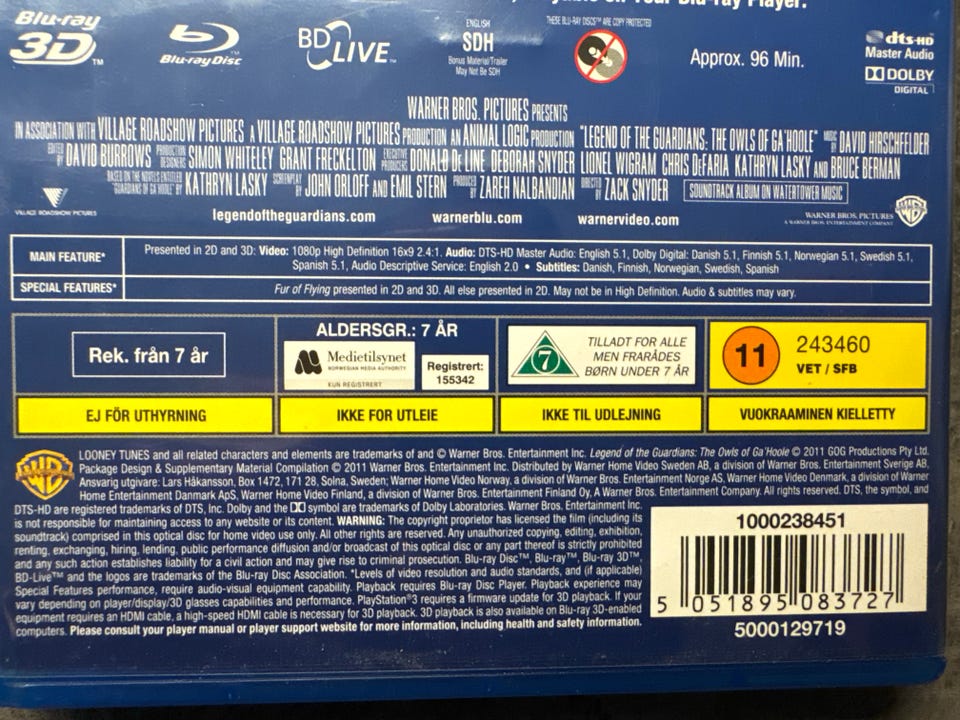 on Your Blu-ray Player.
Blu-ray
3D™
Blu-ray Disc™
BD LIVE™
ENGLISH
SDH
Bonus Material/Trailer
May Not Be SDH
THESE BLU-RAY DISCS™ ARE COPY PROTECTED
Approx. 96 Min.
dts-HD
Master Audio
DOLBY
DIGITAL
WARNER BROS. PICTURES PRESENTS
IN ASSOCIATION WITH VILLAGE ROADSHOW PICTURES A VILLAGE ROADSHOW PICTURES PRODUCTION AN ANIMAL LOGIC PRODUCTION "LEGEND OF THE GUARDIANS: THE OWLS OF GA'HOOLE" MUSIC BY DAVID HIRSCHFELDER
EDITED BY DAVID BURROWS PRODUCTION DESIGNERS SIMON WHITELEY GRANT FRECKELTON EXECUTIVE PRODUCERS DONALD DE LINE DEBORAH SNYDER LIONEL WIGRAM CHRIS DeFARIA KATHRYN LASKY AND BRUCE BERMAN
BASED ON THE NOVELS ENTITLED "GUARDIANS OF GA'HOOLE" BY KATHRYN LASKY SCREENPLAY BY JOHN ORLOFF AND EMIL STERN PRODUCED BY ZAREH NALBANDIAN DIRECTED BY ZACK SNYDER SOUNDTRACK ALBUM ON WATERTOWER MUSIC
VILLAGE ROADSHOW PICTURES
legendoftheguardians.com warnerblu.com warnervideo.com
WARNER BROS. PICTURES
A WARNER BROS. ENTERTAINMENT COMPANY
MAIN FEATURE*
Presented in 2D and 3D: Video: 1080p High Definition 16x9 2.4:1. Audio: DTS-HD Master Audio: English 5.1, Dolby Digital: Danish 5.1, Finnish 5.1, Norwegian 5.1, Swedish 5.1,
Spanish 5.1, Audio Descriptive Service: English 2.0 • Subtitles: Danish, Finnish, Norwegian, Swedish, Spanish
SPECIAL FEATURES*
Fur of Flying presented in 2D and 3D. All else presented in 2D. May not be in High Definition. Audio & subtitles may vary.
Rek. från 7 år
ALDERSGR.: 7 ÅR
Medietilsynet
NORWEGIAN MEDIA AUTHORITY
KUN REGISTRERT
Registrert:
155342
7
TILLADT FOR ALLE
MEN FRARÅDES
BØRN UNDER 7 ÅR
11
243460
VET / SFB
EJ FÖR UTHYRNING
IKKE FOR UTLEIE
IKKE TIL UDLEJNING
VUOKRAAMINEN KIELLETTY
LOONEY TUNES and all related characters and elements are trademarks of and © Warner Bros. Entertainment Inc. Legend of the Guardians: The Owls of Ga'Hoole © 2011 GOG Productions Pty Ltd.
Package Design & Supplementary Material Compilation © 2011 Warner Bros. Entertainment Inc. Distributed by Warner Home Video Sweden AB, a division of Warner Bros. Entertainment Sverige AB,
Ansvarig utgivare: Lars Håkansson, Box 1472, 171 28, Solna, Sweden; Warner Home Video Norway, a division of Warner Bros. Entertainment Norge AS, Warner Home Video Denmark, a division of Warner
Home Entertainment Danmark ApS, Warner Home Video Finland, a division of Warner Bros. Entertainment Finland Oy, A Warner Bros. Entertainment Company. All rights reserved. DTS, the symbol, and
DTS-HD are registered trademarks of DTS, Inc. Dolby and the symbol are trademarks of Dolby Laboratories. Warner Bros. Entertainment Inc.
is not responsible for maintaining access to any website or its content. WARNING: The copyright proprietor has licensed the film (including its
soundtrack) comprised in this optical disc for home video use only. All other rights are reserved. Any unauthorized copying, editing, exhibition,
renting, exchanging, hiring, lending, public performance diffusion and/or broadcast of this optical disc or any part thereof is strictly prohibited
and any such action establishes liability for a civil action and may give rise to criminal prosecution. Blu-ray Disc™, Blu-ray™, Blu-ray 3D™,
BD-Live™ and the logos are trademarks of the Blu-ray Disc Association. *Levels of video resolution and audio standards, and (if applicable)
Special Features performance, require audio-visual equipment capability. Playback requires Blu-ray Disc Player. Playback experience may
vary depending on player/display/3D glasses capabilities and performance. PlayStation®3 requires a firmware update for 3D playback. If your
equipment requires an HDMI cable, a high-speed HDMI cable is necessary for 3D playback. 3D playback is also available on Blu-ray 3D-enabled
computers. Please consult your player manual or player support website for more information, including health and safety information.
1000238451
5 051895 083727
5000129719